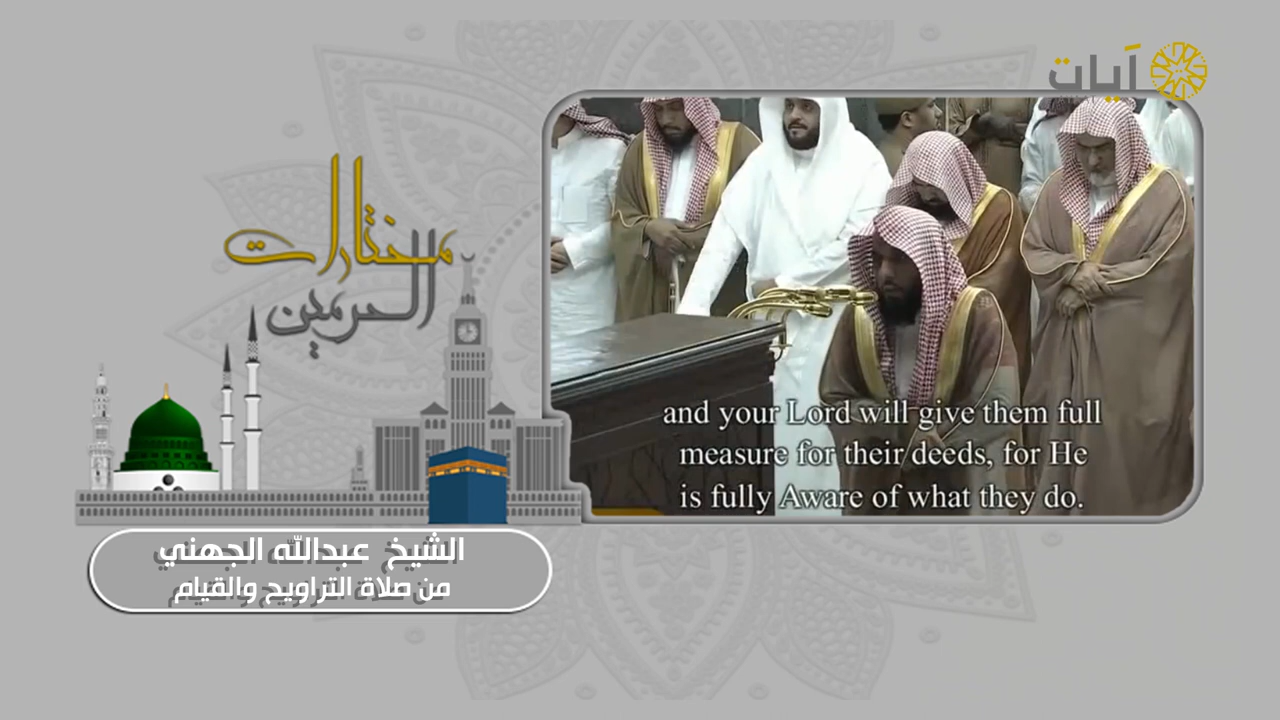 آيات
مختارات
الحرمين
and your Lord will give them full
measure for their deeds, for He
is fully Aware of what they do.
الشيخ عبدالله الجهني
من صلاة التراويح والقيام